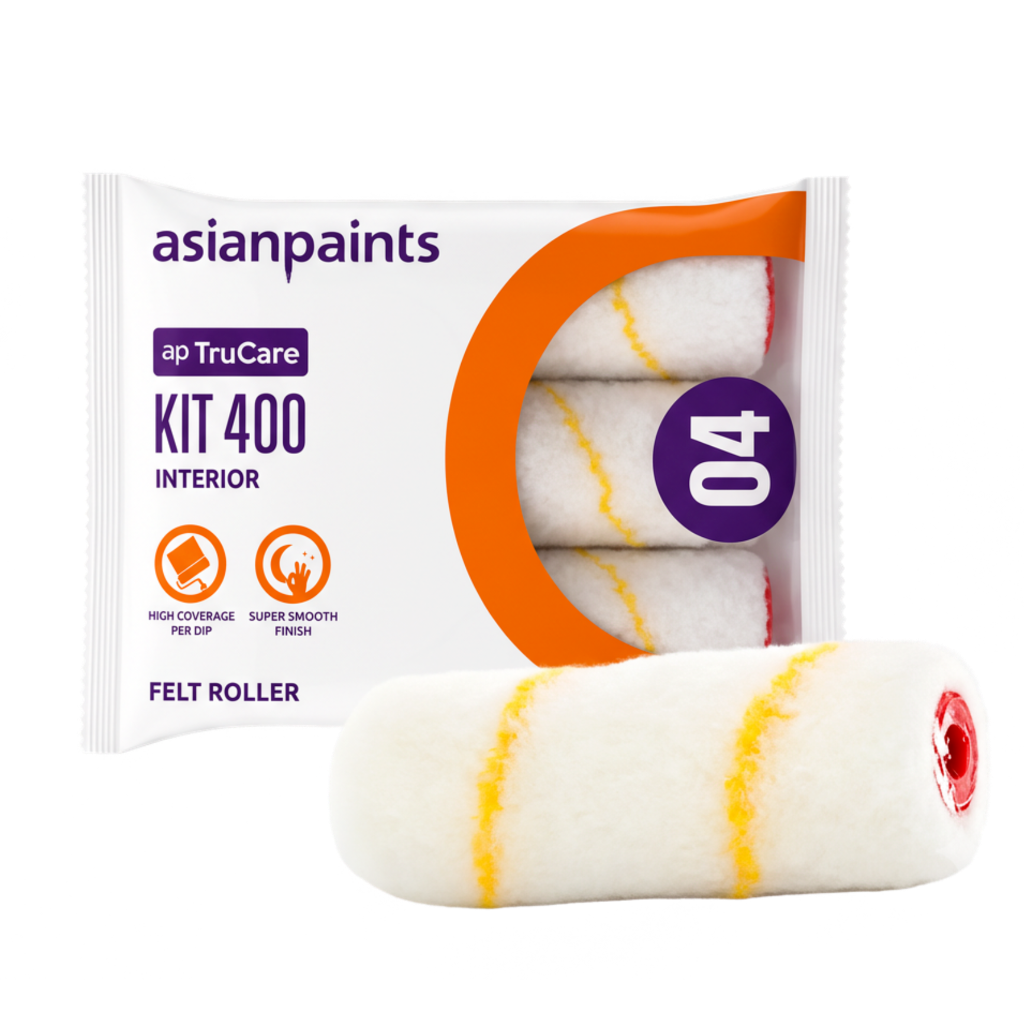 asianpaints
ap TruCare
KIT 400
INTERIOR
HIGH COVERAGE
PER DIP
SUPER SMOOTH
FINISH
FELT ROLLER
04